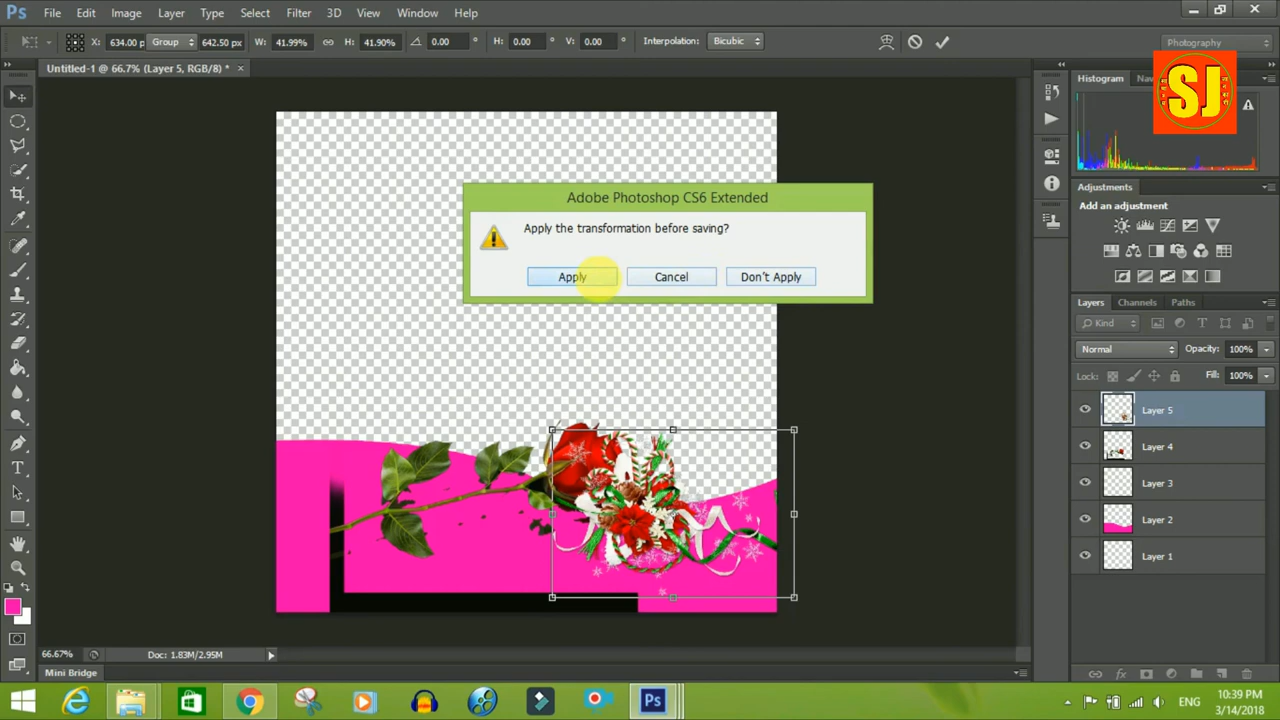 Ps File Edit Image Layer Type Select Filter 3D View Window Help
X: 634.00 p Group 642.50 px W: 41.99% H: 41.90% 0.00 ° H: 0.00 V: 0.00 ° Interpolation: Bicubic Photography
Untitled-1 @ 66.7% (Layer 5, RGB/8) *
Histogram
SJ
Adobe Photoshop CS6 Extended
Apply the transformation before saving?
Apply Cancel Don't Apply
Adjustments
Add an adjustment
Layers Channels Paths
Kind
Normal Opacity: 100%
Lock: Fill: 100%
Layer 5
Layer 4
Layer 3
Layer 2
Layer 1
66.67% Doc: 1.83M/2.95M
Mini Bridge
Ps
ENG
10:39 PM
3/14/2018